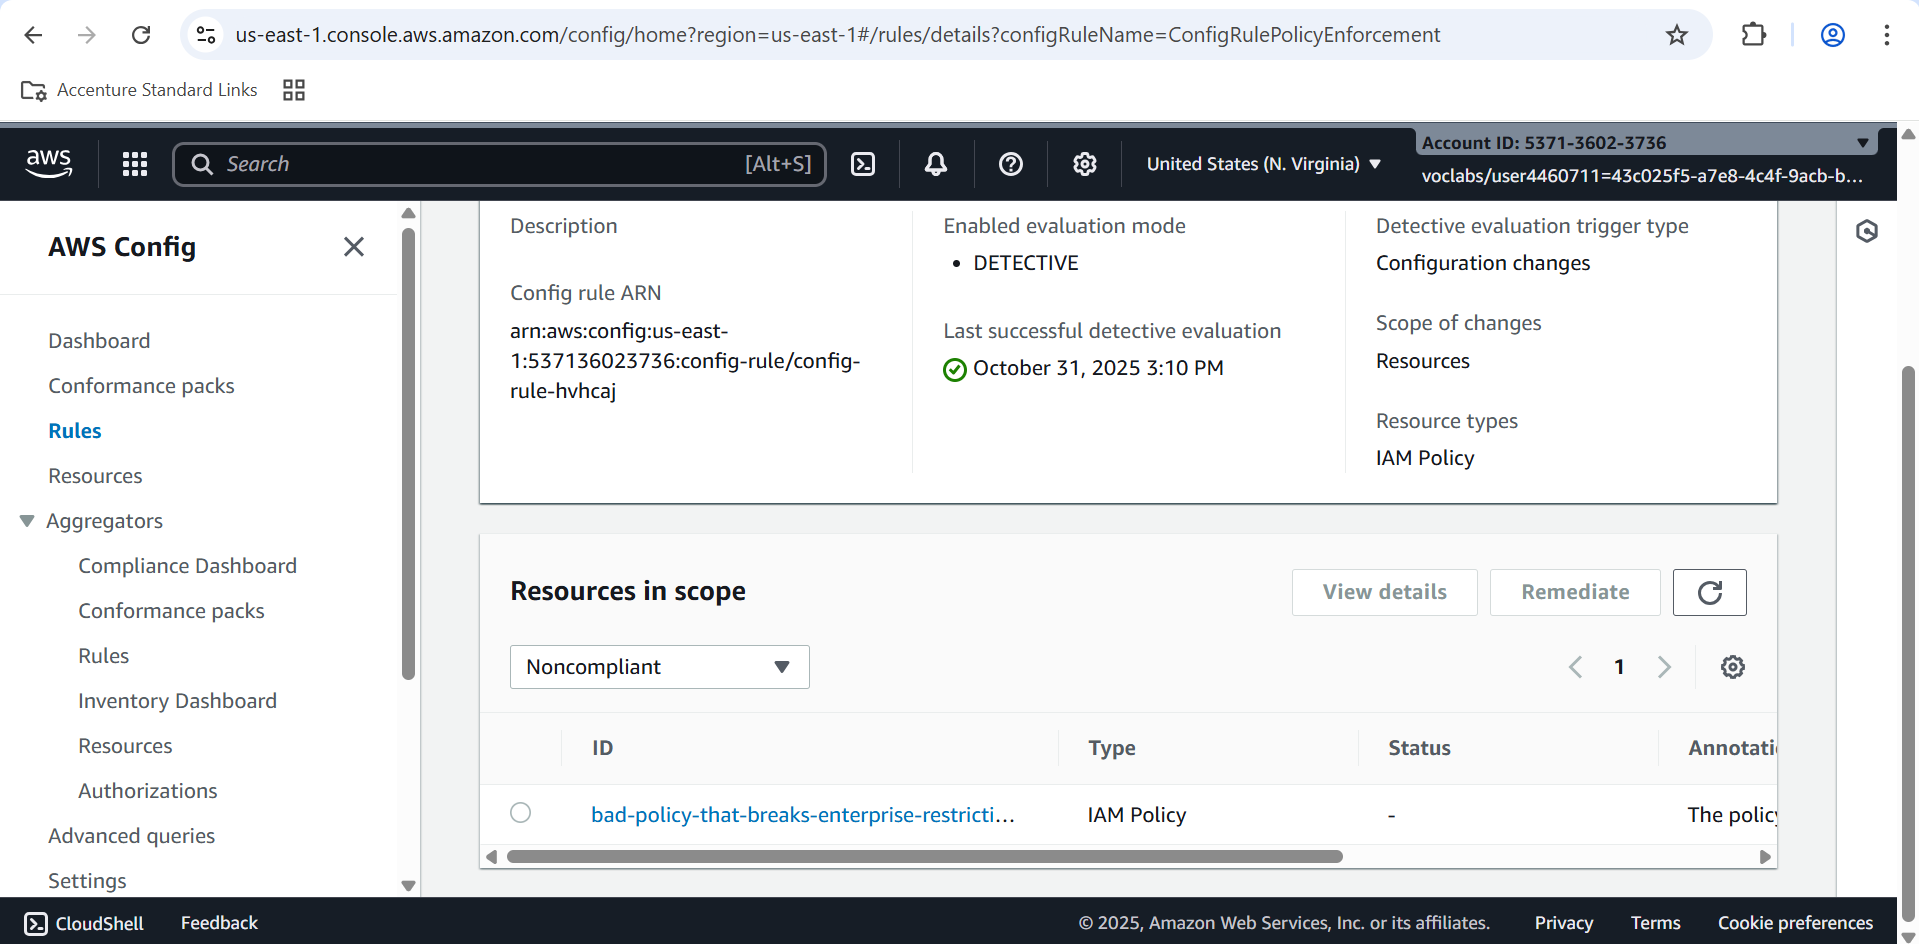 us-east-1.console.aws.amazon.com/config/home?region=us-east-1#/rules/details?configRuleName=ConfigRulePolicyEnforcement
Accenture Standard Links
aws
Search
[Alt+S]
United States (N. Virginia)
Account ID: 5371-3602-3736
voclabs/user4460711=43c025f5-a7e8-4c4f-9acb-b...
AWS Config
Dashboard
Conformance packs
Rules
Resources
Aggregators
Compliance Dashboard
Conformance packs
Rules
Inventory Dashboard
Resources
Authorizations
Advanced queries
Settings
Description
Config rule ARN
arn:aws:config:us-east-
1:537136023736:config-rule/config-
rule-hvhcaj
Enabled evaluation mode
• DETECTIVE
Last successful detective evaluation
October 31, 2025 3:10 PM
Detective evaluation trigger type
Configuration changes
Scope of changes
Resources
Resource types
IAM Policy
Resources in scope
View details
Remediate
Noncompliant
1
ID
Type
Status
Annotati
bad-policy-that-breaks-enterprise-restricti...
IAM Policy
-
The policy
CloudShell
Feedback
© 2025, Amazon Web Services, Inc. or its affiliates.
Privacy
Terms
Cookie preferences